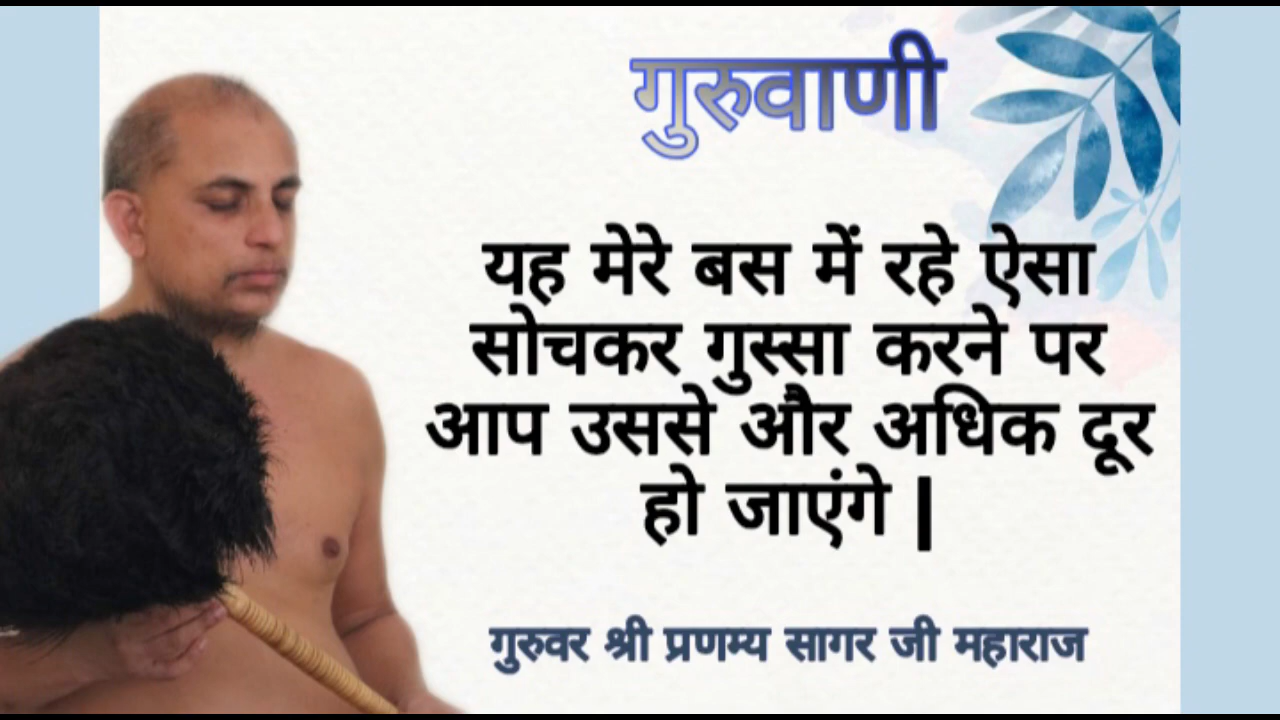 गुरुवाणी
यह मेरे बस में रहे ऐसा
सोचकर गुस्सा करने पर
आप उससे और अधिक दूर
हो जाएंगे |
गुरुवर श्री प्रणम्य सागर जी महाराज